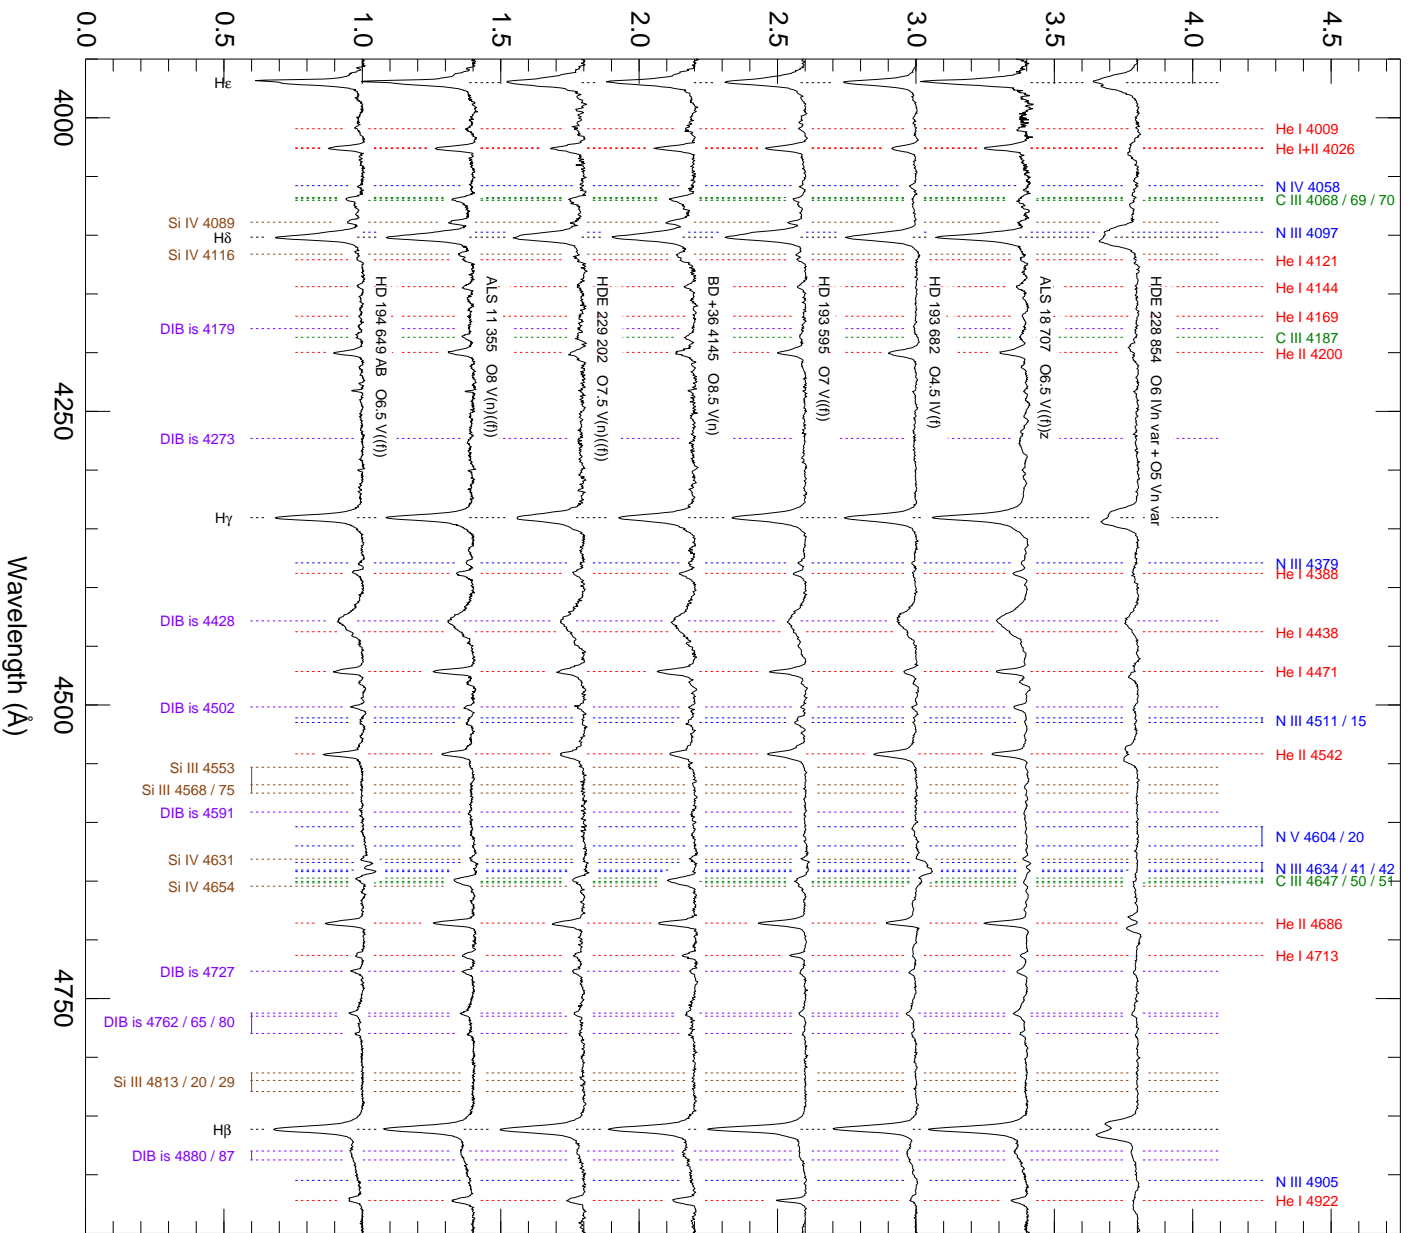 0.0
0.5
1.0
1.5
2.0
2.5
3.0
3.5
4.0
4.5
4000
4250
4500
4750
Wavelength (Å)
Hε
Si IV 4089
Hδ
Si IV 4116
DIB is 4179
DIB is 4273
Hγ
DIB is 4428
DIB is 4502
Si III 4553
Si III 4568 / 75
DIB is 4591
Si IV 4631
Si IV 4654
DIB is 4727
DIB is 4762 / 65 / 80
Si III 4813 / 20 / 29
Hβ
DIB is 4880 / 87
HD 194 649 AB O6.5 V((f))
ALS 11 355 O8 V(n)((f))
HDE 229 202 O7.5 V(n)((f))
BD +36 4145 O8.5 V(n)
HD 193 595 O7 V((f))
HD 193 682 O4.5 IV(f)
ALS 18 707 O6.5 V((f))z
HDE 228 854 O6 IVn var + O5 Vn var
He I 4009
He I+II 4026
N IV 4058
C III 4068 / 69 / 70
N III 4097
He I 4121
He I 4144
He I 4169
C III 4187
He II 4200
N III 4379
He I 4388
He I 4438
He I 4471
N III 4511 / 15
He II 4542
N V 4604 / 20
N III 4634 / 41 / 42
C III 4647 / 50 / 51
He II 4686
He I 4713
N III 4905
He I 4922